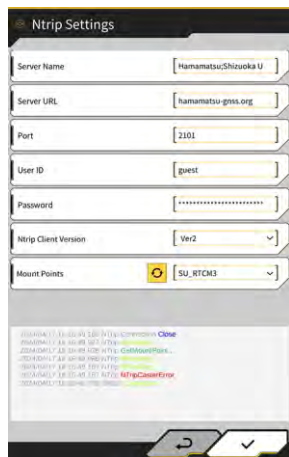 Ntrip Settings
Server Name
Hamamatsu;Shizuoka U
Server URL
hamamatsu-gnss.org
Port
2101
User ID
guest
Password
Ntrip Client Version
Ver2
Mount Points
SU_RTCM3
Close
GetMountPoint...
NTripCasterError